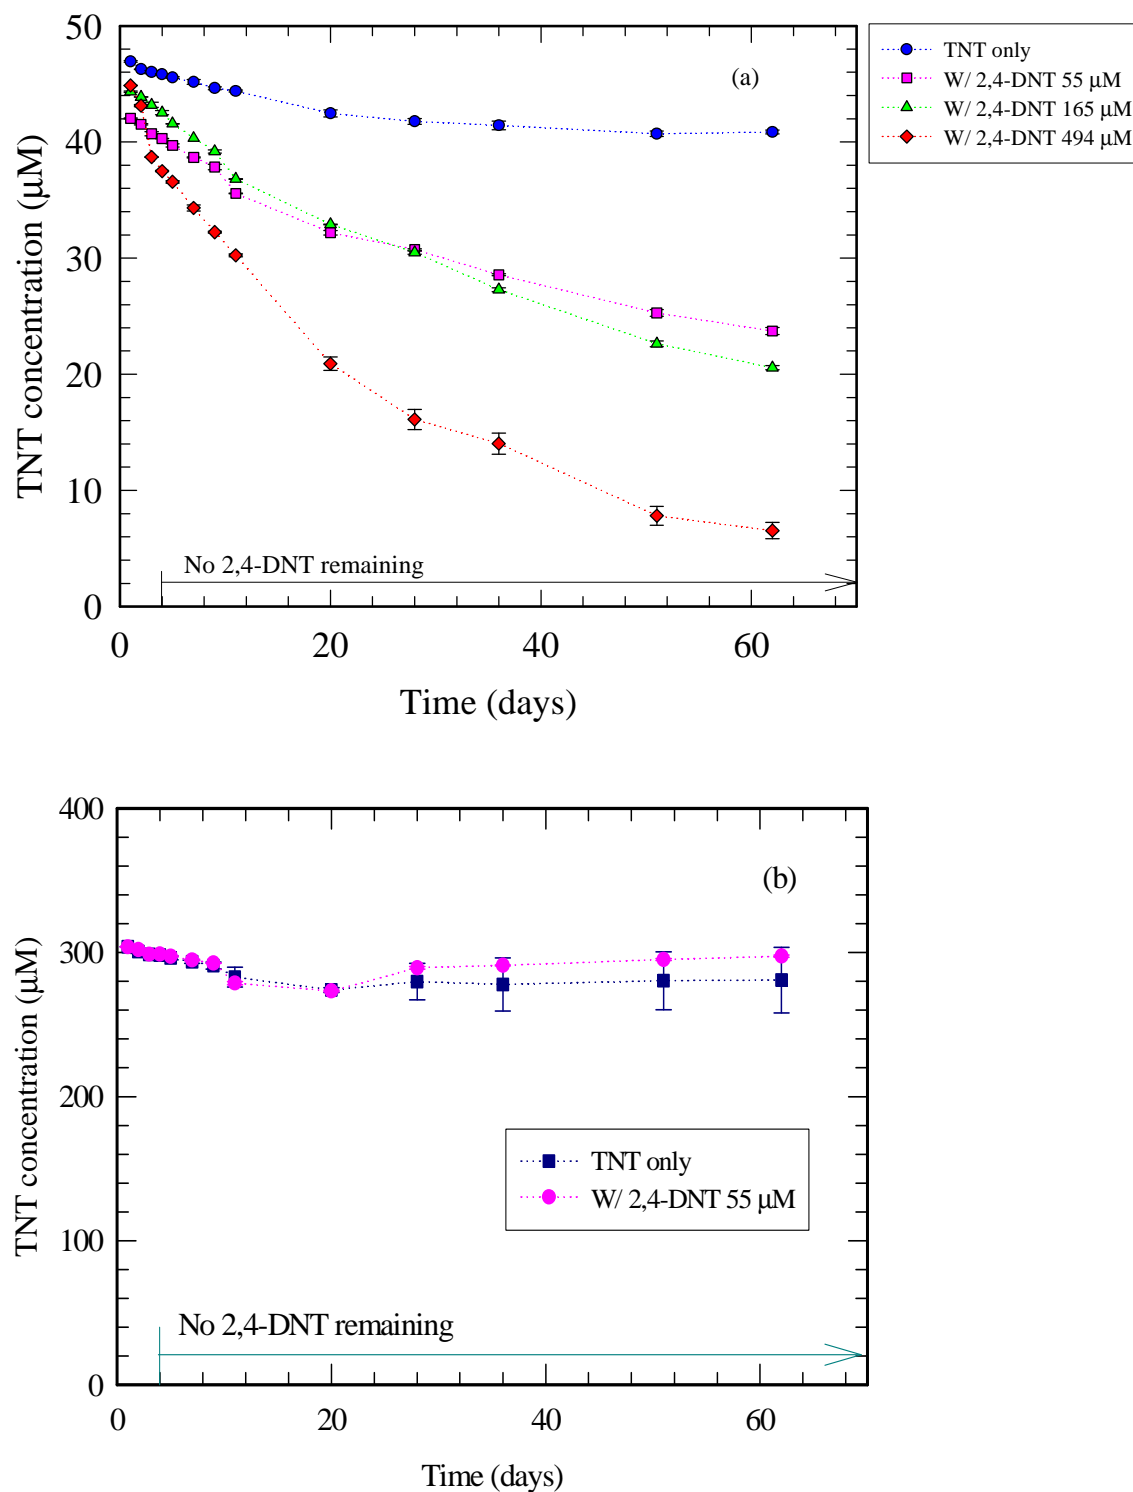 50
40
30
20
10
0
TNT concentration (μM)
(a)
TNT only
W/ 2,4-DNT 55 μM
W/ 2,4-DNT 165 μM
W/ 2,4-DNT 494 μM
No 2,4-DNT remaining
0 20 40 60
Time (days)
400
300
200
100
0
TNT concentration (μM)
(b)
TNT only
W/ 2,4-DNT 55 μM
No 2,4-DNT remaining
0 20 40 60
Time (days)